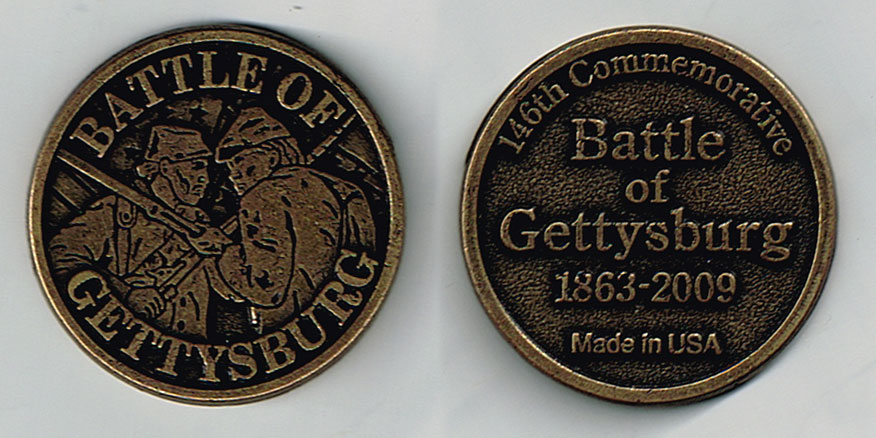 BATTLE OF
GETTYSBURG
146th Commemorative
Battle
of
Gettysburg
1863-2009
Made in USA